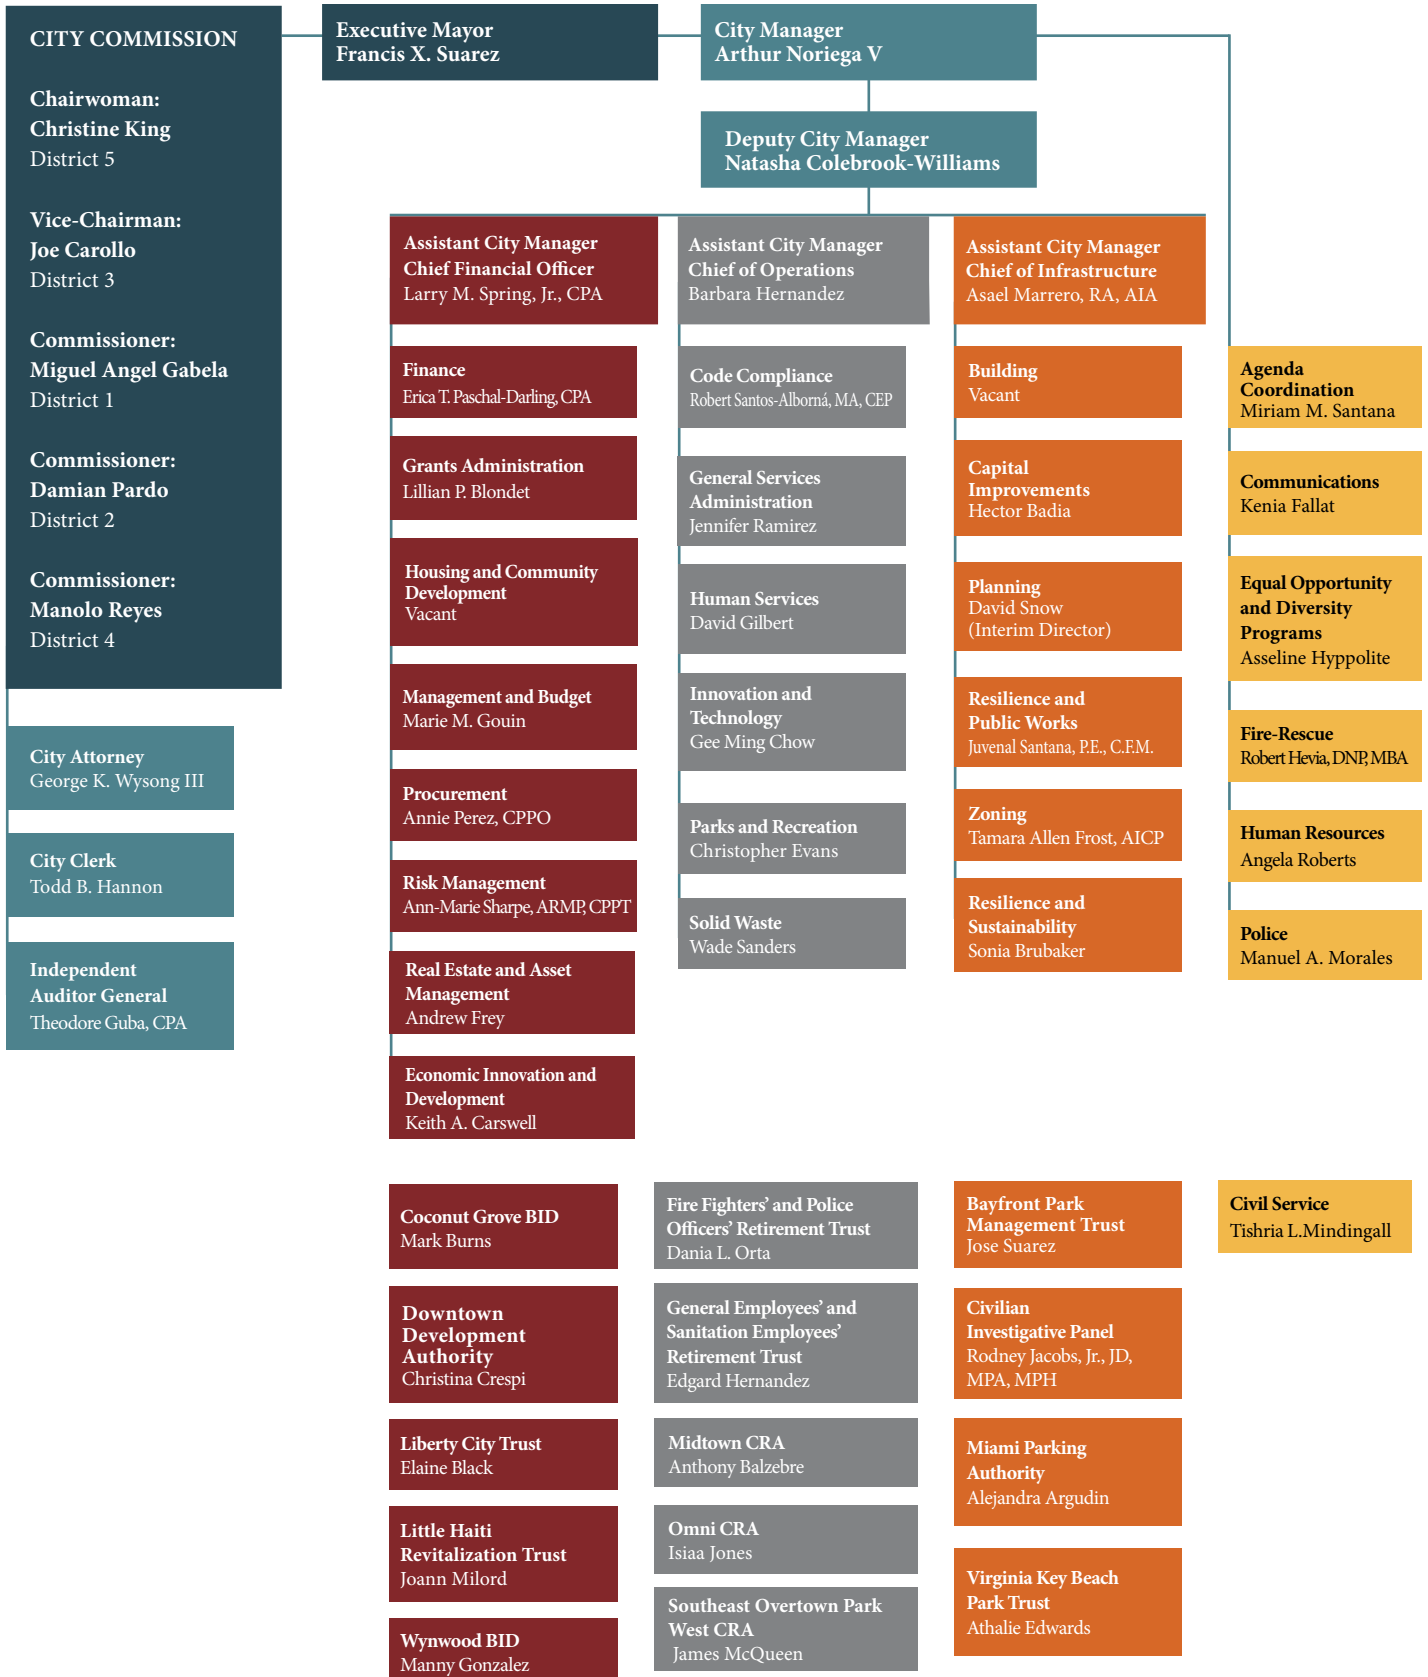 CITY COMMISSION
Chairwoman:
Christine King
District 5
Vice-Chairman:
Joe Carollo
District 3
Commissioner:
Miguel Angel Gabela
District 1
Commissioner:
Damian Pardo
District 2
Commissioner:
Manolo Reyes
District 4
City Attorney
George K. Wysong III
City Clerk
Todd B. Hannon
Independent
Auditor General
Theodore Guba, CPA
Executive Mayor
Francis X. Suarez
City Manager
Arthur Noriega V
Deputy City Manager
Natasha Colebrook-Williams
Assistant City Manager
Chief Financial Officer
Larry M. Spring, Jr., CPA
Finance
Erica T. Paschal-Darling, CPA
Grants Administration
Lillian P. Blondet
Housing and Community
Development
Vacant
Management and Budget
Marie M. Gouin
Procurement
Annie Perez, CPPO
Risk Management
Ann-Marie Sharpe, ARMP, CPPT
Real Estate and Asset
Management
Andrew Frey
Economic Innovation and
Development
Keith A. Carswell
Assistant City Manager
Chief of Operations
Barbara Hernandez
Code Compliance
Robert Santos-Alborná, MA, CEP
General Services
Administration
Jennifer Ramirez
Human Services
David Gilbert
Innovation and
Technology
Gee Ming Chow
Parks and Recreation
Christopher Evans
Solid Waste
Wade Sanders
Assistant City Manager
Chief of Infrastructure
Asael Marrero, RA, AIA
Building
Vacant
Capital
Improvements
Hector Badia
Planning
David Snow
(Interim Director)
Resilience and
Public Works
Juvenal Santana, P.E., C.F.M.
Zoning
Tamara Allen Frost, AICP
Resilience and
Sustainability
Sonia Brubaker
Agenda
Coordination
Miriam M. Santana
Communications
Kenia Fallat
Equal Opportunity
and Diversity
Programs
Asseline Hyppolite
Fire-Rescue
Robert Hevia, DNP, MBA
Human Resources
Angela Roberts
Police
Manuel A. Morales
Coconut Grove BID
Mark Burns
Downtown
Development
Authority
Christina Crespi
Liberty City Trust
Elaine Black
Little Haiti
Revitalization Trust
Joann Milord
Wynwood BID
Manny Gonzalez
Fire Fighters’ and Police
Officers’ Retirement Trust
Dania L. Orta
General Employees’ and
Sanitation Employees’
Retirement Trust
Edgard Hernandez
Midtown CRA
Anthony Balzebre
Omni CRA
Isiaa Jones
Southeast Overtown Park
West CRA
James McQueen
Bayfront Park
Management Trust
Jose Suarez
Civilian
Investigative Panel
Rodney Jacobs, Jr., JD,
MPA, MPH
Miami Parking
Authority
Alejandra Argudin
Virginia Key Beach
Park Trust
Athalie Edwards
Civil Service
Tishria L.Mindingall